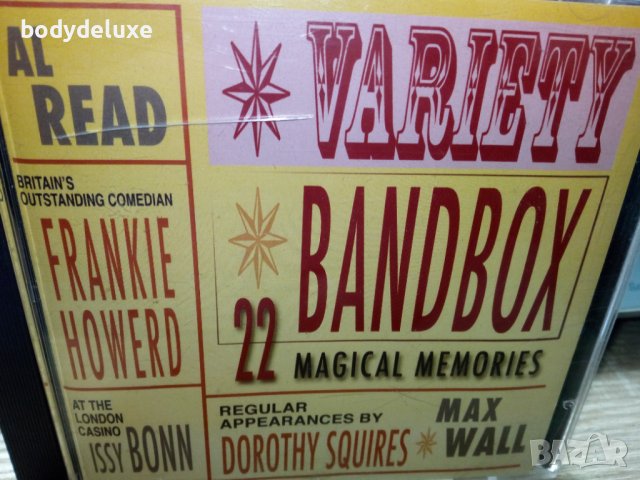 bodydeluxe
AL
READ
BRITAIN'S
OUTSTANDING COMEDIAN
FRANKIE
HOWERD
AT THE
LONDON
CASINO
ISSY BONN
VARIETY
BANDBOX
22 MAGICAL MEMORIES
REGULAR
APPEARANCES BY
DOROTHY SQUIRES
MAX
WALL
BAZAR